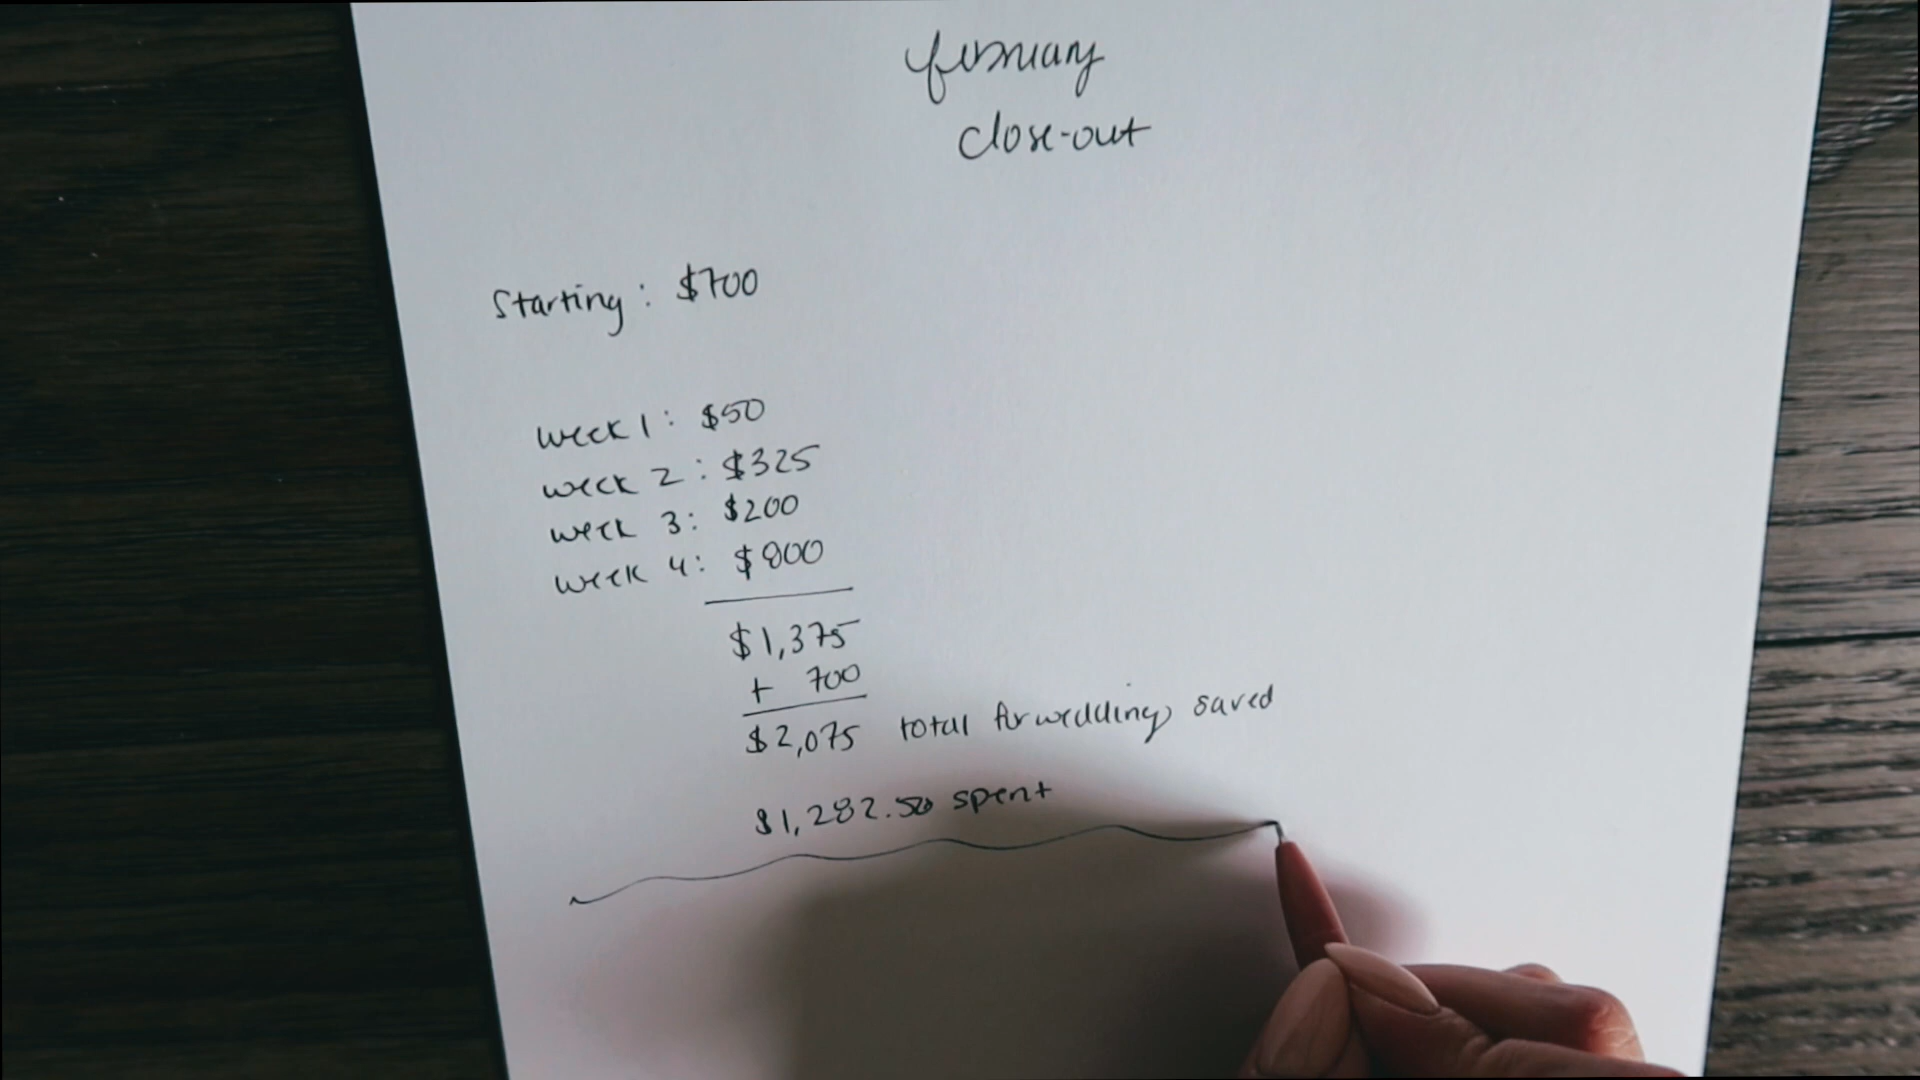 february
close-out
Starting: $700
week 1: $50
week 2: $325
week 3: $200
week 4: $800
$1,375
+ 700
$2,075 total for wedding saved
$1,282.50 spent